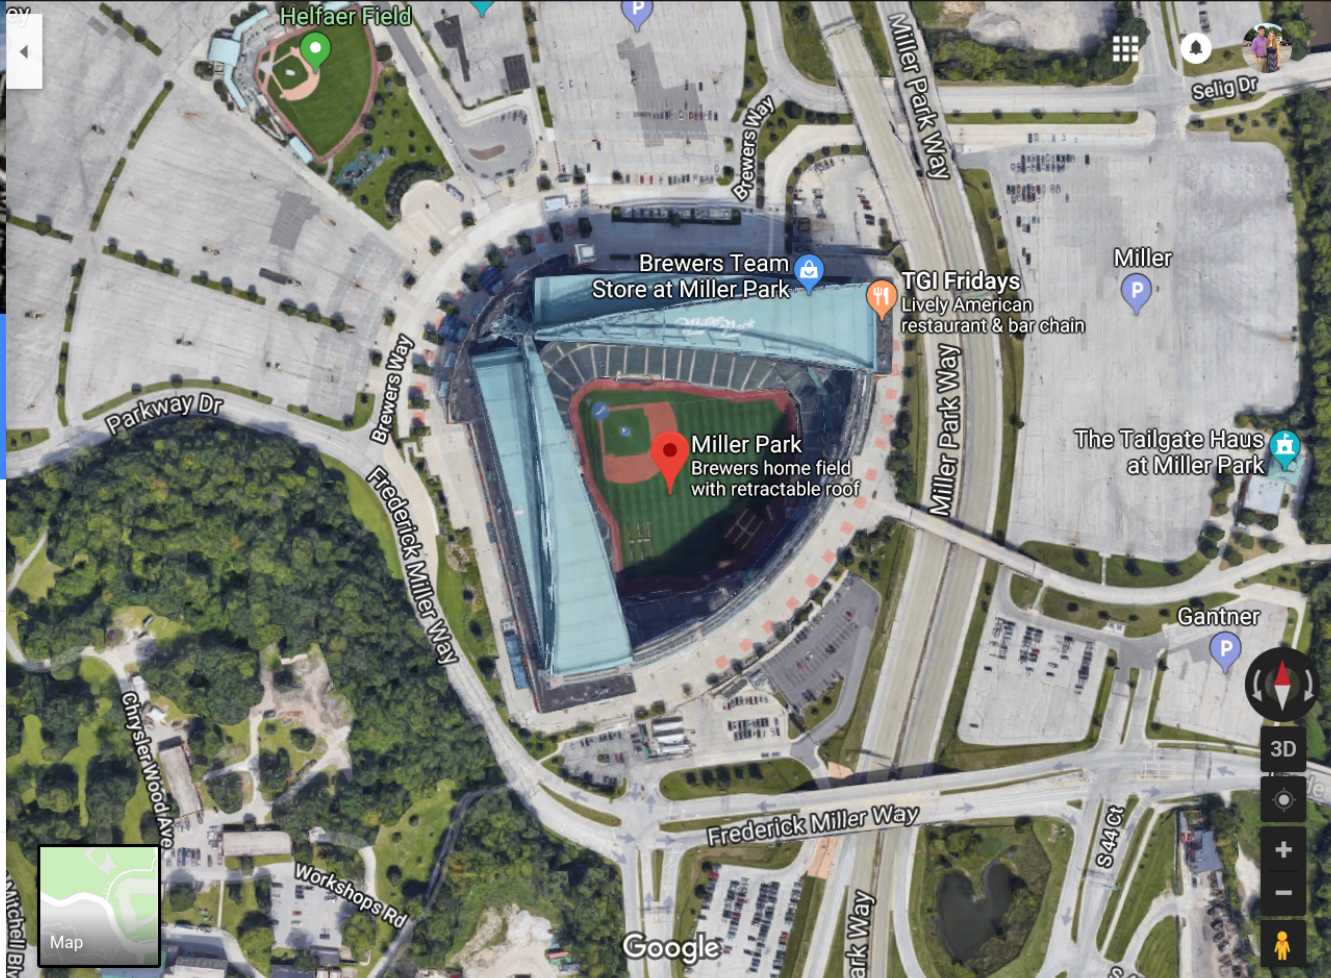 ey
Helfaer Field
P
Miller Park Way
Selig Dr
Brewers Way
Brewers Team
Store at Miller Park
TGI Fridays
Lively American
restaurant & bar chain
Miller
P
Brewers Way
Parkway Dr
Miller Park Way
Miller Park
Brewers home field
with retractable roof
The Tailgate Haus
at Miller Park
Frederick Miller Way
Gantner
P
Chrysler Wood Ave
3D
Frederick Miller Way
S 44 Ct
Workshops Rd
Map
Mitchell Blv
Google
ark Way